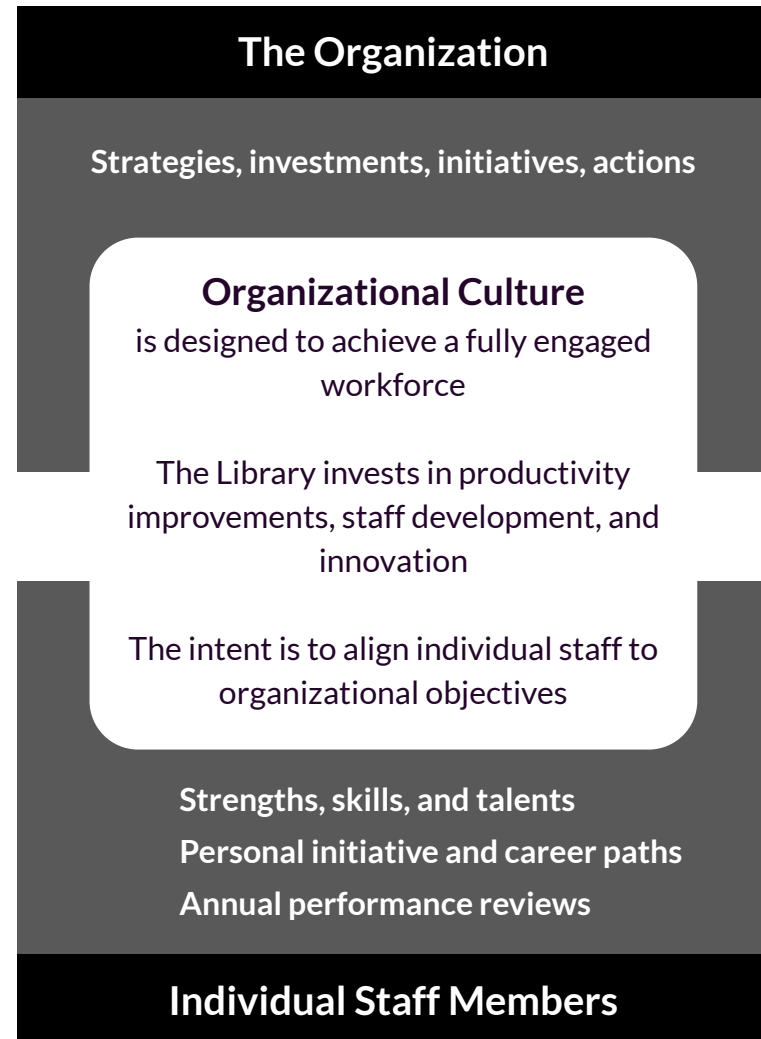 The Organization
Strategies, investments, initiatives, actions
Organizational Culture
is designed to achieve a fully engaged
workforce
The Library invests in productivity
improvements, staff development, and
innovation
The intent is to align individual staff to
organizational objectives
Strengths, skills, and talents
Personal initiative and career paths
Annual performance reviews
Individual Staff Members